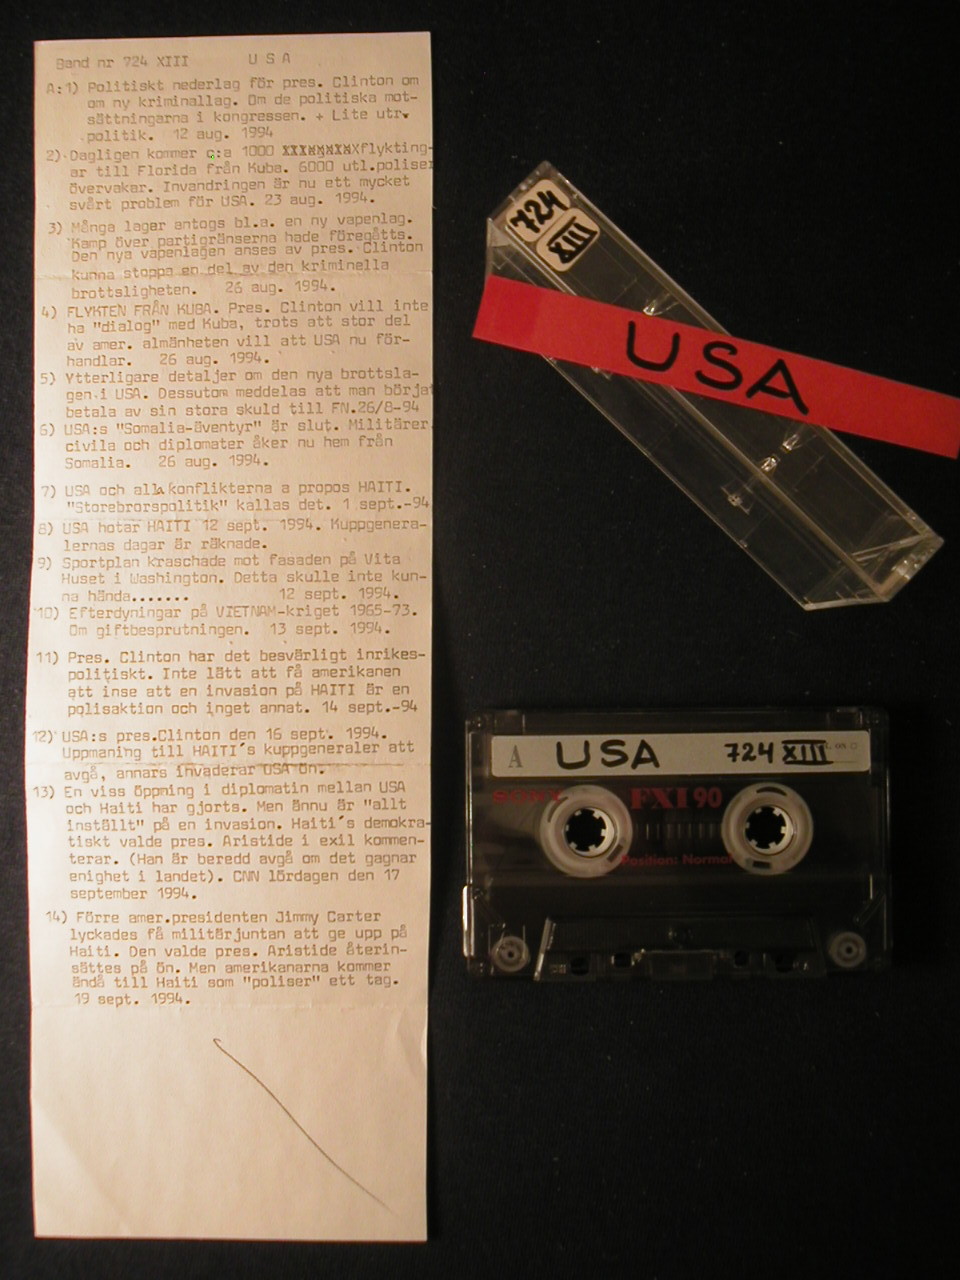 Band nr 724 XIII USA
A:1) Politiskt nederlag för pres. Clinton om
om ny kriminallag. Om de politiska mot-
sättningarna i kongressen. + Lite utr.
politik. 12 aug. 1994
2) Dagligen kommer c:a 1000 flykting-
ar till Florida från Kuba. 6000 utl.poliser
övervakar. Invandringen är nu ett mycket
svårt problem för USA. 23 aug. 1994.
3) Många lagar antogs bl.a. en ny vapenlag.
Kamp över partigränserna hade föregåtts.
Den nya vapenlagen anses av pres. Clinton
kunna stoppa en del av den kriminella
brottsligheten. 26 aug. 1994.
4) FLYKTEN FRÅN KUBA. Pres. Clinton vill inte
ha "dialog" med Kuba, trots att stor del
av amer. almänheten vill att USA nu för-
handlar. 26 aug. 1994.
5) Ytterligare detaljer om den nya brottsla-
gen i USA. Dessutom meddelas att man börjat
betala av sin stora skuld till FN.26/8-94
6) USA:s "Somalia-äventyr" är slut. Militärer
civila och diplomater åker nu hem från
Somalia. 26 aug. 1994.
7) USA och alla konflikterna a propos HAITI.
"Storebrorspolitik" kallas det. 1 sept.-94
8) USA hotar HAITI 12 sept. 1994. Kuppgenera-
lernas dagar är räknade.
9) Sportplan kraschade mot fasaden på Vita
Huset i Washington. Detta skulle inte kun-
na hända....... 12 sept. 1994.
10) Efterdyningar på VIETNAM-kriget 1965-73.
Om giftbesprutningen. 13 sept. 1994.
11) Pres. Clinton har det besvärligt inrikes-
politiskt. Inte lätt att få amerikanen
att inse att en invasion på HAITI är en
polisaktion och inget annat. 14 sept.-94
12) USA:s pres.Clinton den 16 sept. 1994.
Uppmaning till HAITI's kuppgeneraler att
avgå, annars invaderar USA ön.
13) En viss öppming i diplomatin mellan USA
och Haiti har gjorts. Men ännu är "allt
inställt" på en invasion. Haiti's demokra-
tiskt valde pres. Aristide i exil kommen-
terar. (Han är beredd avgå om det gagnar
enighet i landet). CNN lördagen den 17
september 1994.
14) Förre amer.presidenten Jimmy Carter
lyckades få militärjuntan att ge upp på
Haiti. Den valde pres. Aristide återin-
sättes på ön. Men amerikanarna kommer
ändå till Haiti som "poliser" ett tag.
19 sept. 1994.
724
XIII
USA
A USA 724 XIII
SONY FXI 90
Position: Normal